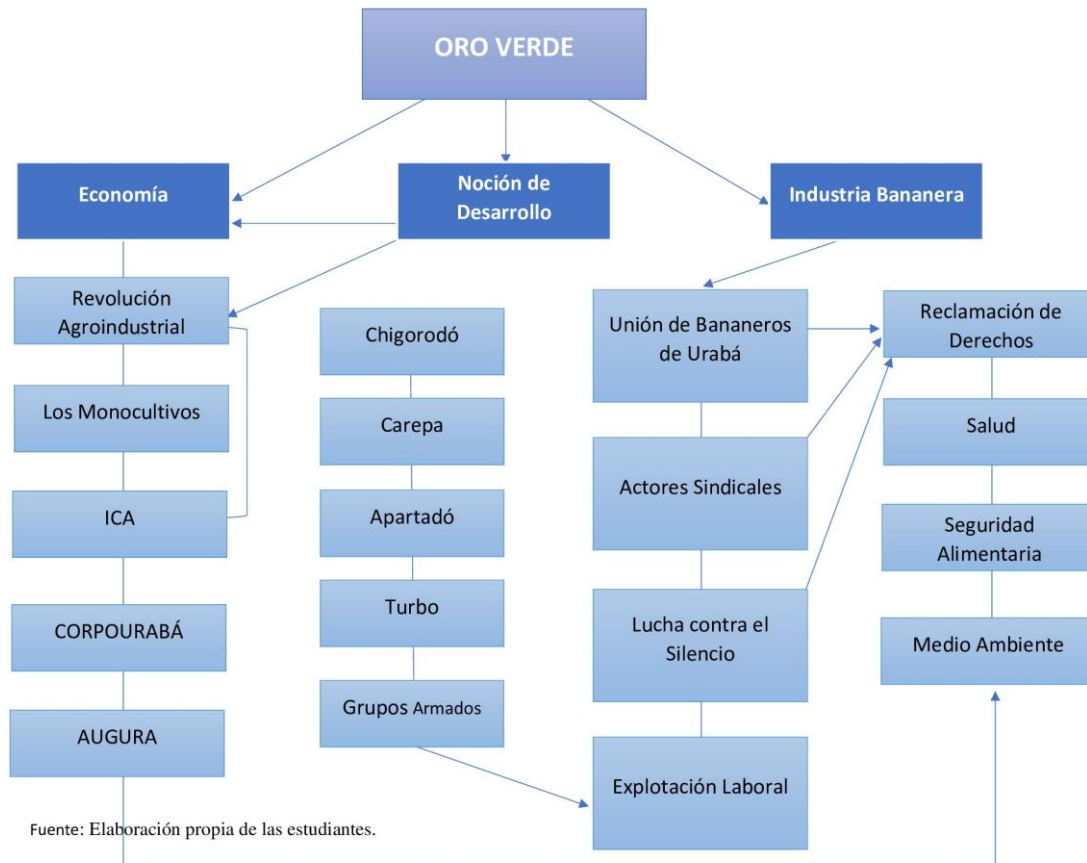 ORO VERDE
Economía
Noción de
Desarrollo
Industria Bananera
Revolución
Agroindustrial
Los Monocultivos
ICA
CORPOURABÁ
AUGURA
Chigorodó
Carepa
Apartadó
Turbo
Grupos Armados
Unión de Bananeros
de Urabá
Actores Sindicales
Lucha contra el
Silencio
Explotación Laboral
Reclamación de
Derechos
Salud
Seguridad
Alimentaria
Medio Ambiente
Fuente: Elaboración propia de las estudiantes.